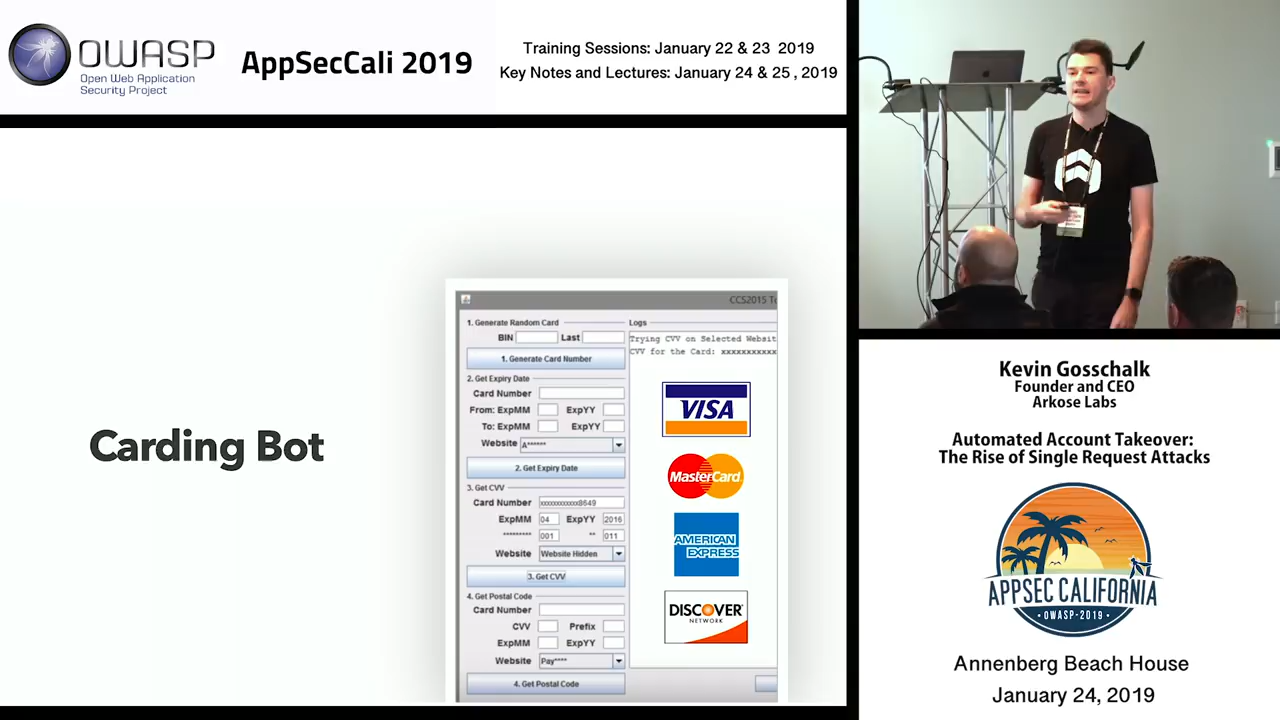 OWASP
Open Web Application
Security Project
AppSecCali 2019
Training Sessions: January 22 & 23 2019
Key Notes and Lectures: January 24 & 25 , 2019
Carding Bot
CCS2015 T
1. Generate Random Card
Logs
BIN
Last
1. Generate Card Number
Trying CVV on Selected Websit
CVV for the Card: xxxxxxxxxxx
2. Get Expiry Date
Card Number
From: ExpMM
ExpYY
To: ExpMM
ExpYY
Website
A******
2. Get Expiry Date
3. Get CVV
Card Number
xxxxxxxxxxxx8649
ExpMM
04
ExpYY
2016
*********
001
**
011
Website
Website Hidden
3. Get CVV
4. Get Postal Code
Card Number
CVV
Prefix
ExpMM
ExpYY
Website
Pay****
4. Get Postal Code
VISA
MasterCard
AMERICAN
EXPRESS
DISCOVER
NETWORK
Kevin Gosschalk
Founder and CEO
Arkose Labs
Automated Account Takeover:
The Rise of Single Request Attacks
APPSEC CALIFORNIA
OWASP-2019
Annenberg Beach House
January 24, 2019